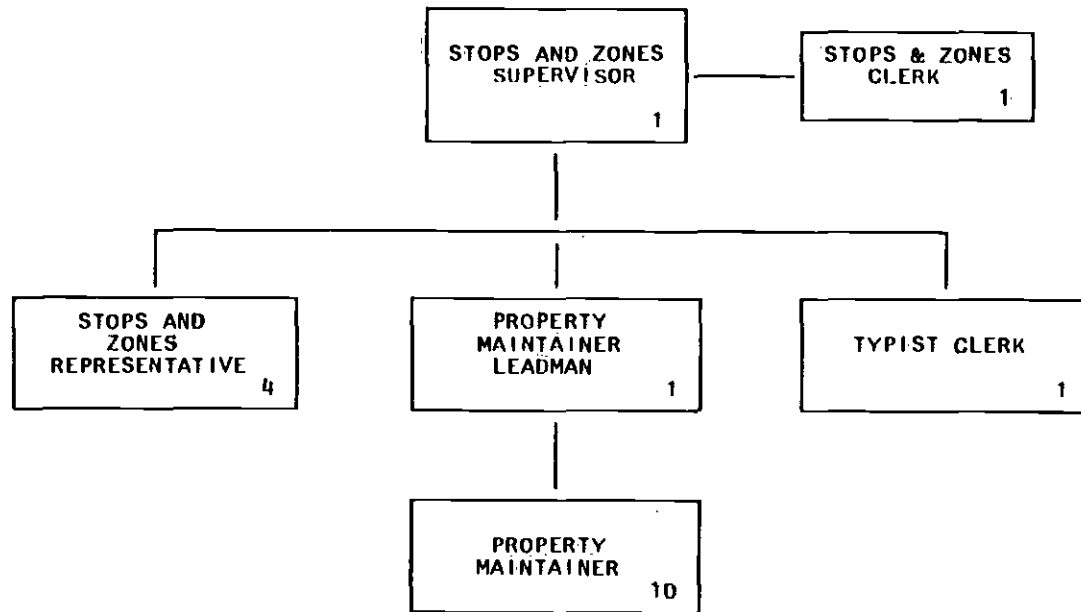 STOPS AND ZONES
SUPERVISOR
1
STOPS & ZONES
CLERK
1
STOPS AND
ZONES
REPRESENTATIVE
4
PROPERTY
MAINTAINER
LEADMAN
1
TYPIST CLERK
1
PROPERTY
MAINTAINER
10